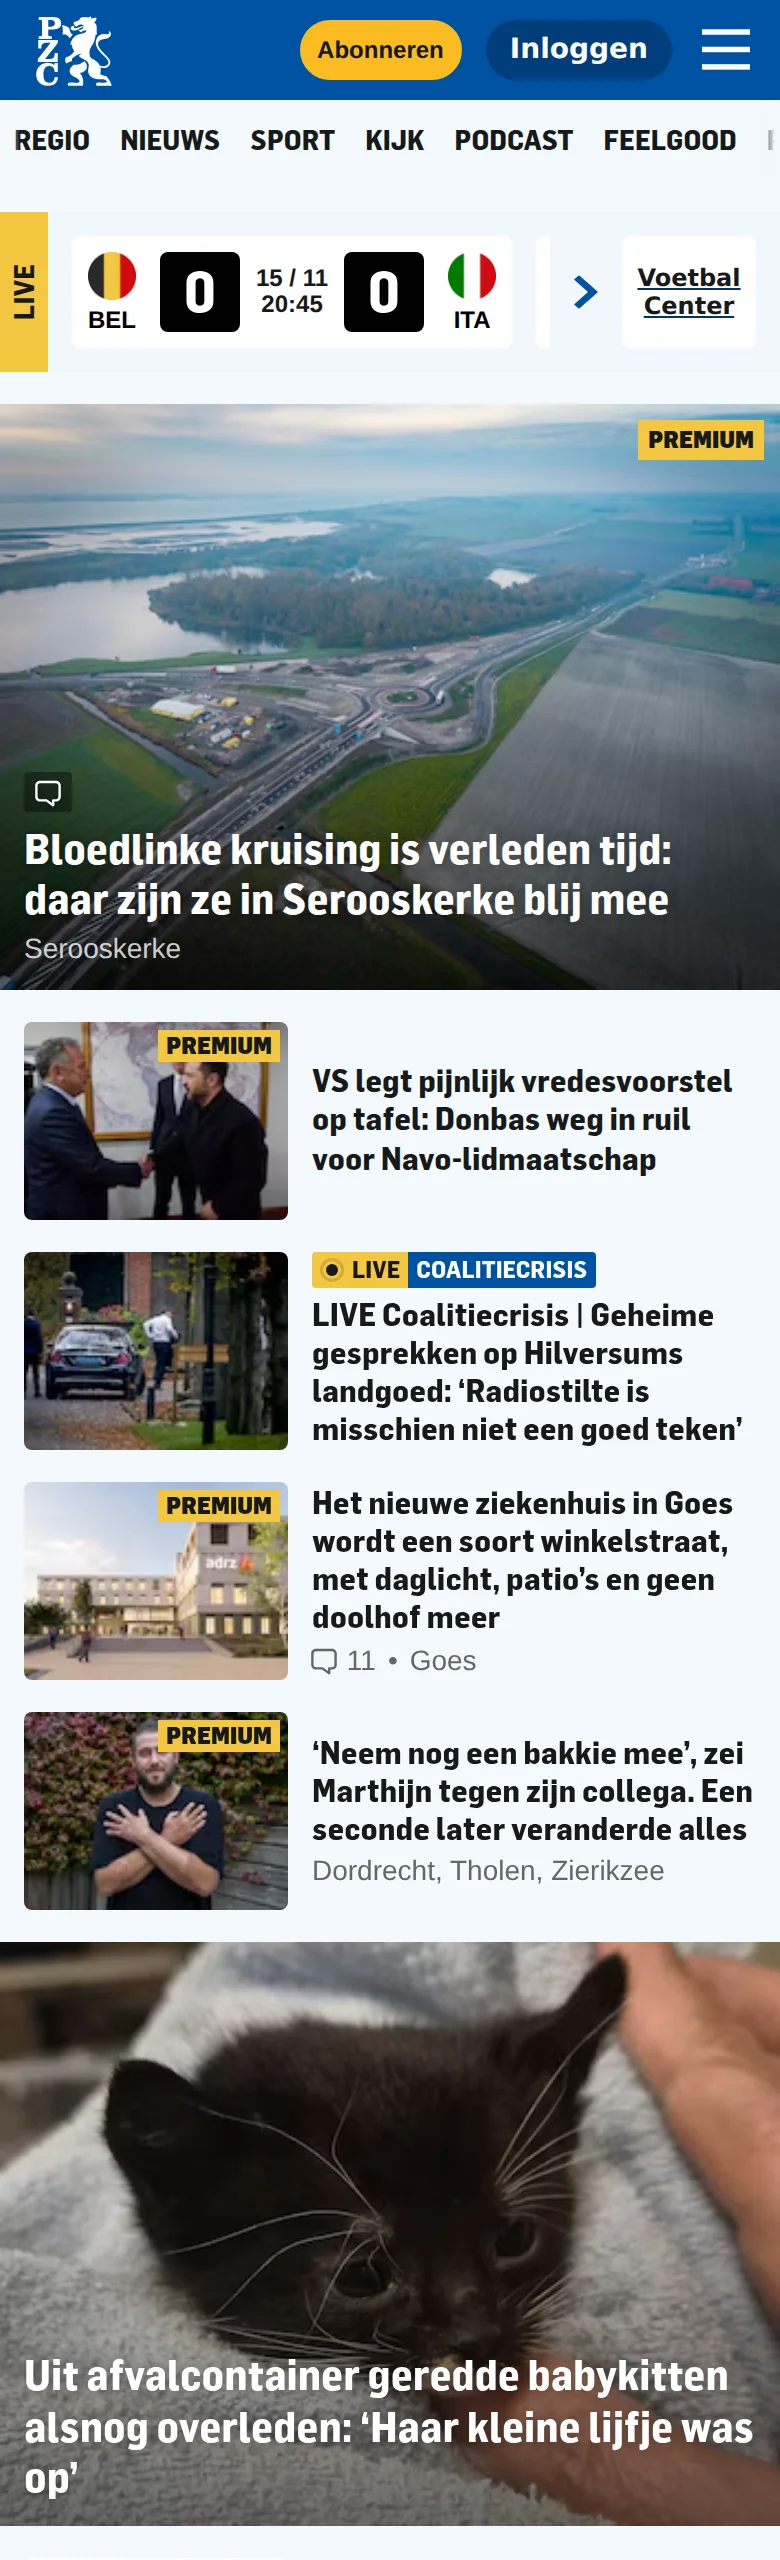 PZC
Abonneren
Inloggen
REGIO NIEUWS SPORT KIJK PODCAST FEELGOOD
LIVE
BEL
0
15 / 11
20:45
0
ITA
Voetbal
Center
PREMIUM
Bloedlinke kruising is verleden tijd:
daar zijn ze in Serooskerke blij mee
Serooskerke
PREMIUM
VS legt pijnlijk vredesvoorstel
op tafel: Donbas weg in ruil
voor Navo-lidmaatschap
LIVE COALITIECRISIS
LIVE Coalitiecrisis | Geheime
gesprekken op Hilversums
landgoed: ‘Radiostilte is
misschien niet een goed teken’
PREMIUM
adrz
Het nieuwe ziekenhuis in Goes
wordt een soort winkelstraat,
met daglicht, patio’s en geen
doolhof meer
11 • Goes
PREMIUM
‘Neem nog een bakkie mee’, zei
Marthijn tegen zijn collega. Een
seconde later veranderde alles
Dordrecht, Tholen, Zierikzee
Uit afvalcontainer geredde babykitten
alsnog overleden: ‘Haar kleine lijfje was
op’